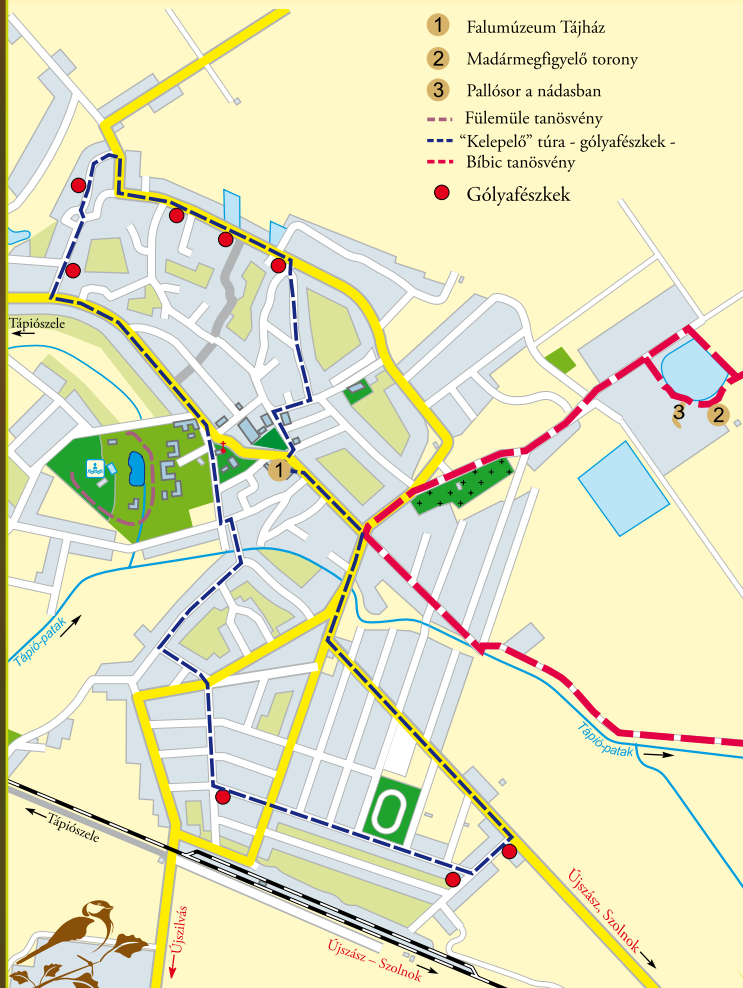 1 Falumúzeum Tájház
2 Madármegfigyelő torony
3 Pallósor a nádasban
Fülemüle tanösvény
“Kelepelő” túra - gólyafészkek -
Bíbic tanösvény
Gólyafészkek
Tápiószele
3
2
1
Tápió-patak
Tápió-patak
Tápiószele
Újszilvás
Újszász – Szolnok
Újszász, Szolnok